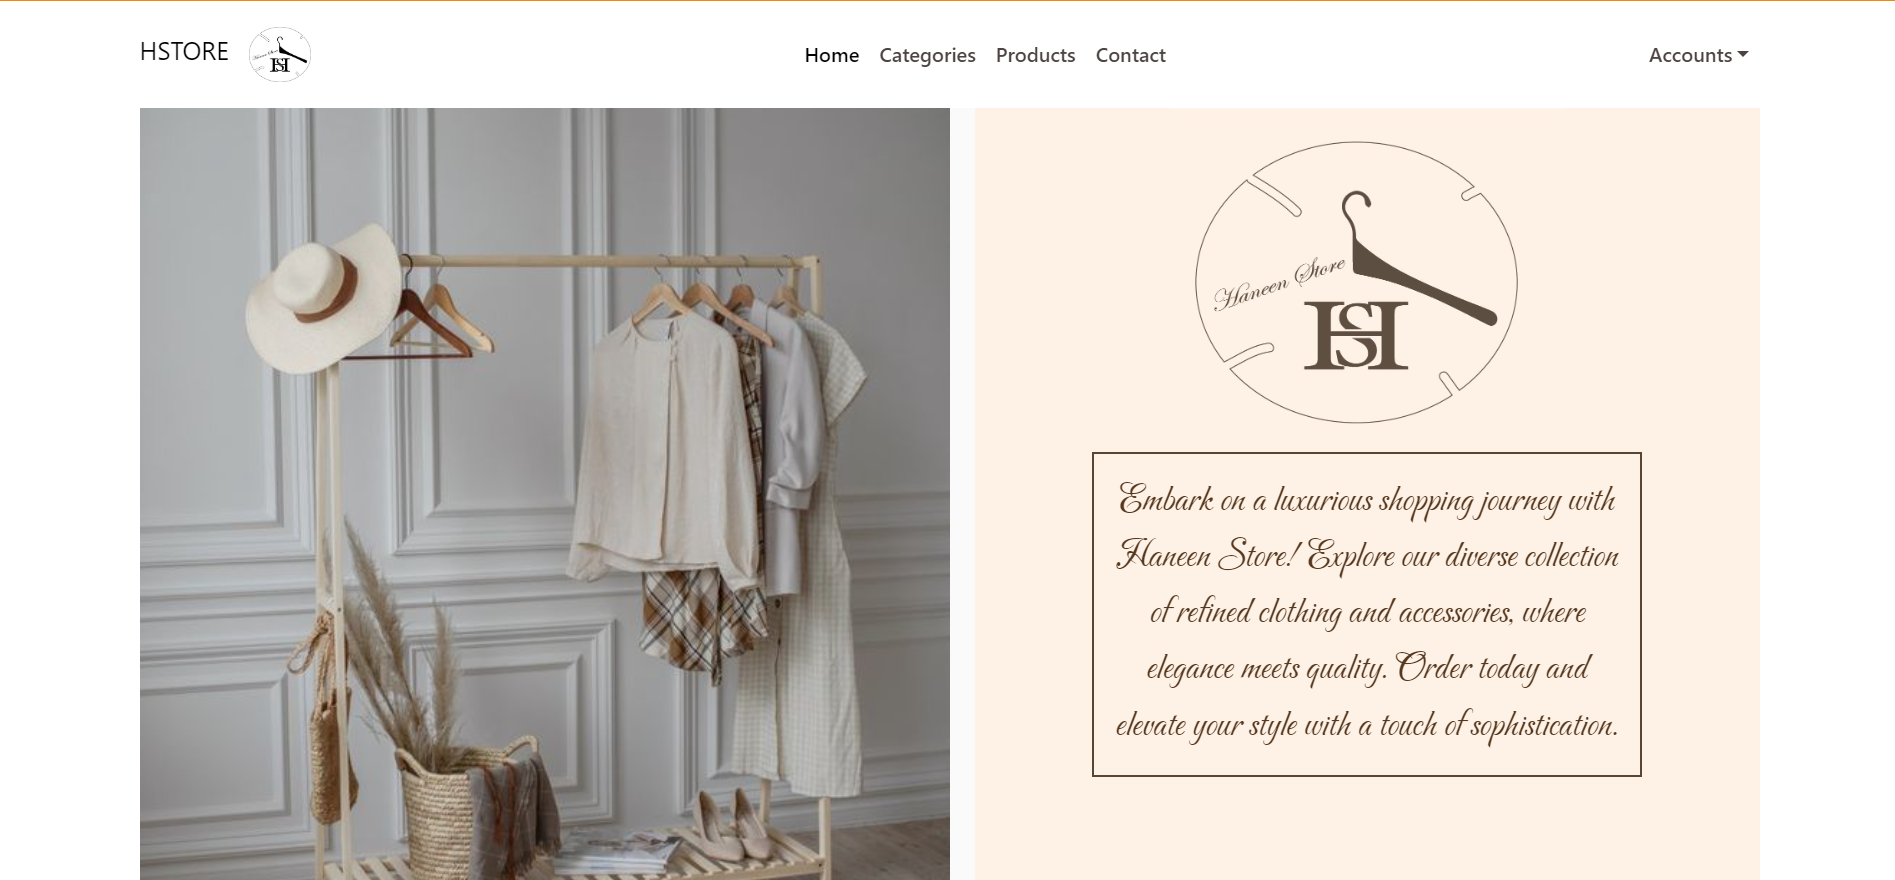 HSTORE
Home Categories Products Contact
Accounts
Haneen Store
HS
Embark on a luxurious shopping journey with
Haneen Store! Explore our diverse collection
of refined clothing and accessories, where
elegance meets quality. Order today and
elevate your style with a touch of sophistication.